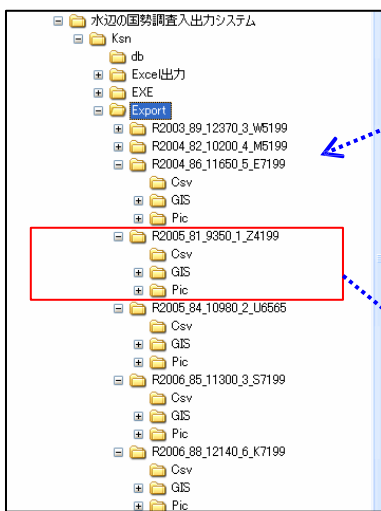 水辺の国勢調査入出力システム
Ksn
db
Excel出力
EXE
Export
R2003_89_12370_3_W5199
R2004_82_10200_4_M5199
R2004_86_11650_5_E7199
Csv
GIS
Pic
R2005_81_9350_1_Z4199
Csv
GIS
Pic
R2005_84_10980_2_U6565
Csv
GIS
Pic
R2006_85_11300_3_S7199
Csv
GIS
Pic
R2006_88_12140_6_K7199
Csv
GIS
Pic